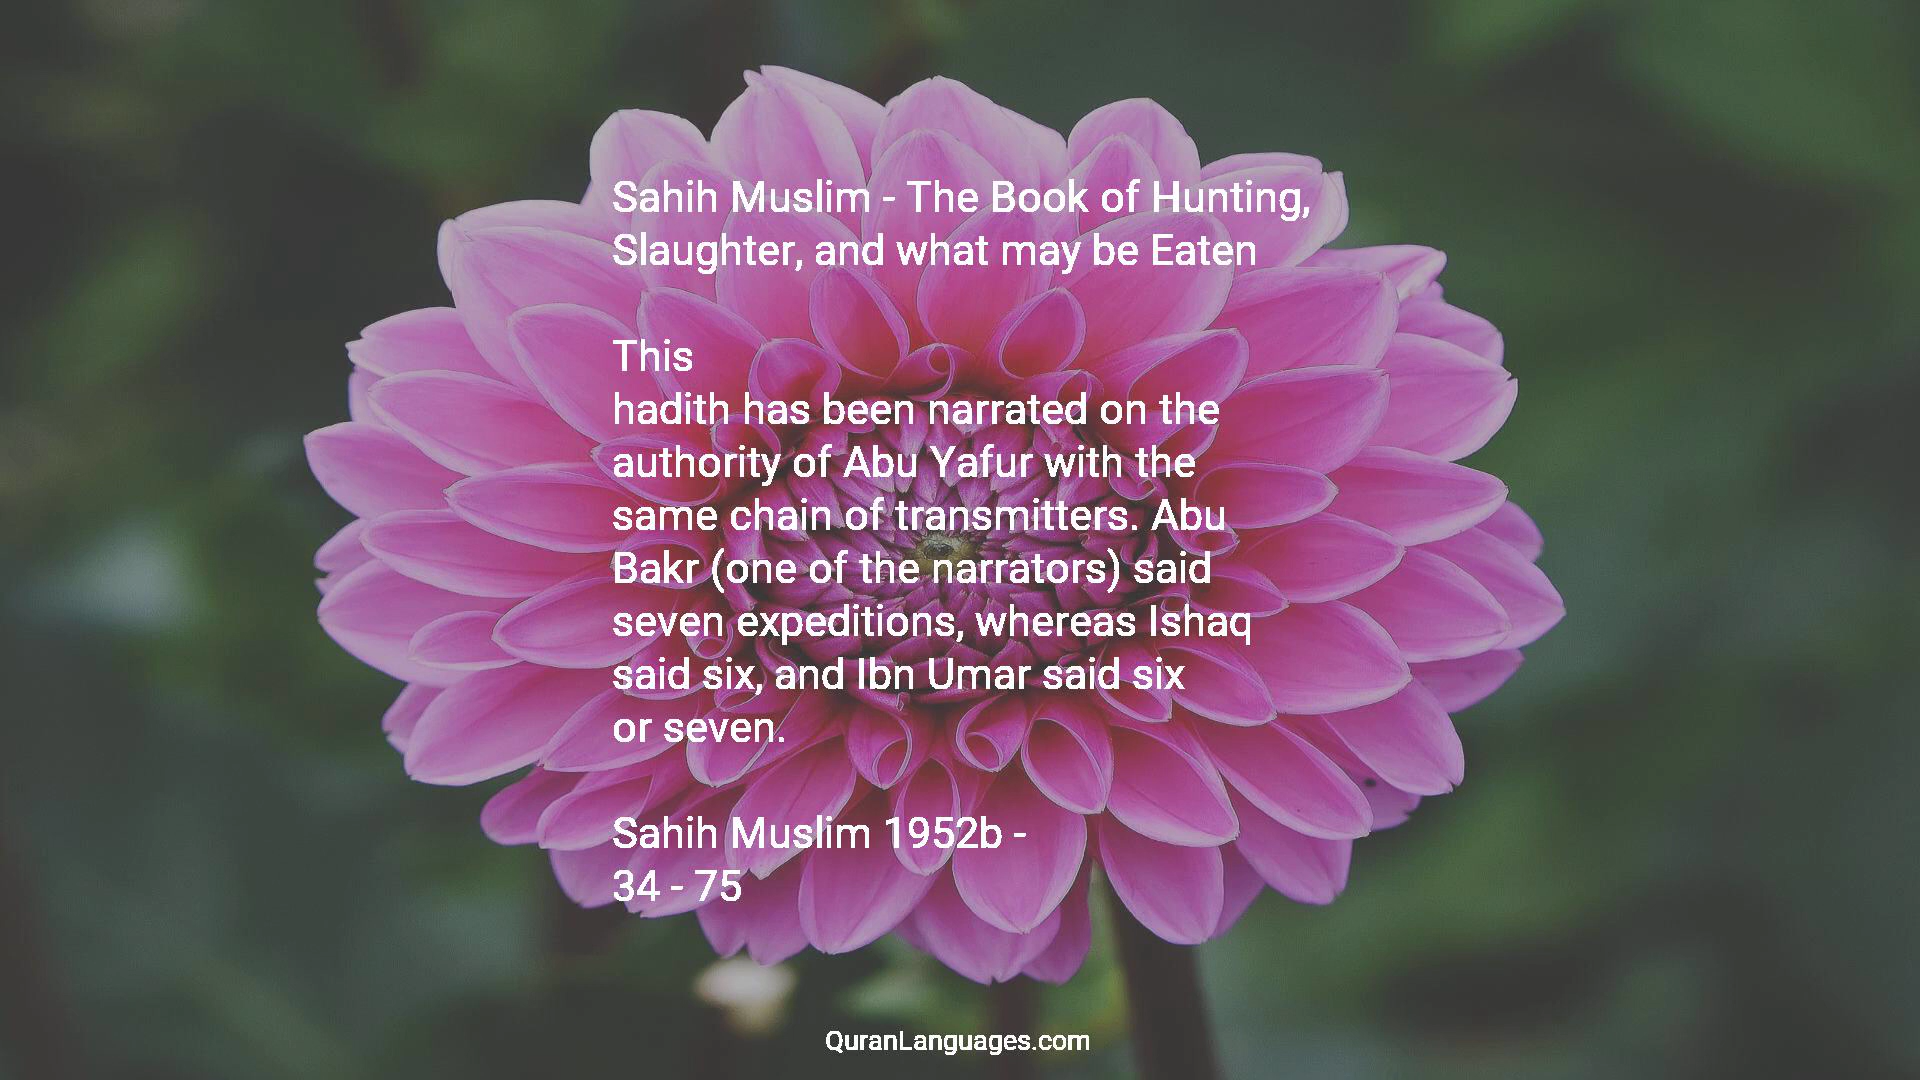 Sahih Muslim - The Book of Hunting,
Slaughter, and what may be Eaten
This
hadith has been narrated on the
authority of Abu Yafur with the
same chain of transmitters. Abu
Bakr (one of the narrators) said
seven expeditions, whereas Ishaq
said six, and Ibn Umar said six
or seven.
Sahih Muslim 1952b -
34 - 75
QuranLanguages.com